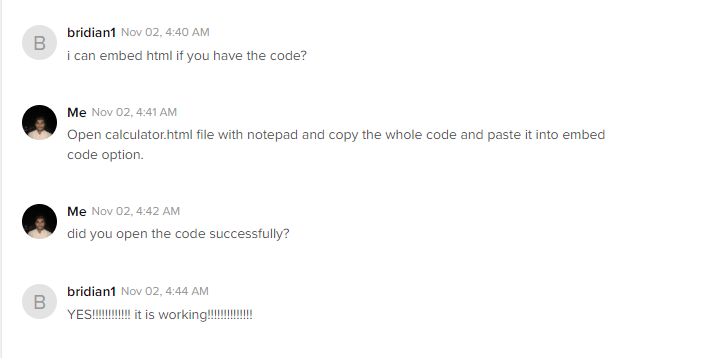 B
bridian1 Nov 02, 4:40 AM
i can embed html if you have the code?
Me Nov 02, 4:41 AM
Open calculator.html file with notepad and copy the whole code and paste it into embed
code option.
Me Nov 02, 4:42 AM
did you open the code successfully?
B
bridian1 Nov 02, 4:44 AM
YES!!!!!!!!!!!! it is working!!!!!!!!!!!!!!